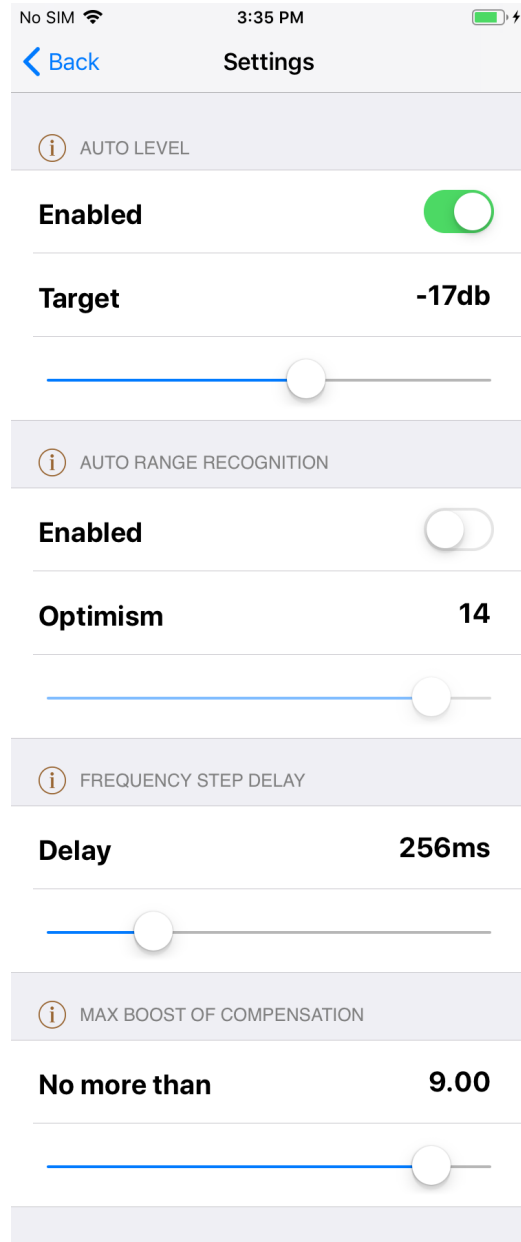 No SIM 3:35 PM
Back Settings
i AUTO LEVEL
Enabled
Target -17db
i AUTO RANGE RECOGNITION
Enabled
Optimism 14
i FREQUENCY STEP DELAY
Delay 256ms
i MAX BOOST OF COMPENSATION
No more than 9.00